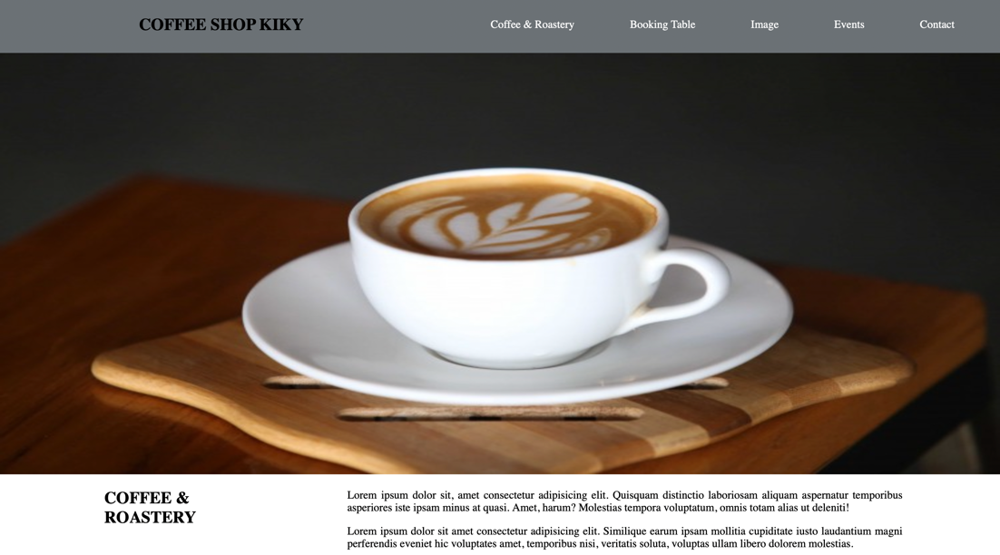 COFFEE SHOP KIKY
Coffee & Roastery
Booking Table
Image
Events
Contact
COFFEE &
ROASTERY
Lorem ipsum dolor sit, amet consectetur adipisicing elit. Quisquam distinctio laboriosam aliquam aspernatur temporibus
asperiores iste ipsam minus at quasi. Amet, harum? Molestias tempora voluptatum, omnis totam alias ut deleniti!
Lorem ipsum dolor sit amet consectetur adipisicing elit. Similique earum ipsam mollitia cupiditate iusto laudantium magni
perferendis eveniet hic voluptates amet, temporibus nisi, veritatis soluta, voluptas ullam libero dolorem molestias.